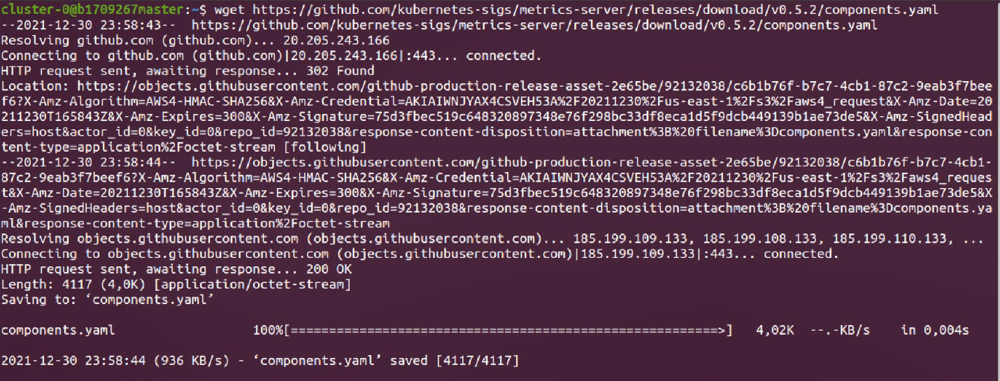 cluster-0@b1709267master:~$ wget https://github.com/kubernetes-sigs/metrics-server/releases/download/v0.5.2/components.yaml
--2021-12-30 23:58:43--  https://github.com/kubernetes-sigs/metrics-server/releases/download/v0.5.2/components.yaml
Resolving github.com (github.com)... 20.205.243.166
Connecting to github.com (github.com)|20.205.243.166|:443... connected.
HTTP request sent, awaiting response... 302 Found
Location: https://objects.githubusercontent.com/github-production-release-asset-2e65be/92132038/c6b1b76f-b7c7-4cb1-87c2-9eab3f7bee
f6?X-Amz-Algorithm=AWS4-HMAC-SHA256&X-Amz-Credential=AKIAIWNJYAX4CSVEH53A%2F20211230%2Fus-east-1%2Fs3%2Faws4_request&X-Amz-Date=20
211230T165843Z&X-Amz-Expires=300&X-Amz-Signature=75d3fbec519c648320897348e76f298bc33df8eca1d5f9dcb449139b1ae73de5&X-Amz-SignedHead
ers=host&actor_id=0&key_id=0&repo_id=92132038&response-content-disposition=attachment%3B%20filename%3Dcomponents.yaml&response-con
tent-type=application%2Foctet-stream [following]
--2021-12-30 23:58:44--  https://objects.githubusercontent.com/github-production-release-asset-2e65be/92132038/c6b1b76f-b7c7-4cb1-
87c2-9eab3f7beef6?X-Amz-Algorithm=AWS4-HMAC-SHA256&X-Amz-Credential=AKIAIWNJYAX4CSVEH53A%2F20211230%2Fus-east-1%2Fs3%2Faws4_reques
t&X-Amz-Date=20211230T165843Z&X-Amz-Expires=300&X-Amz-Signature=75d3fbec519c648320897348e76f298bc33df8eca1d5f9dcb449139b1ae73de5&X
-Amz-SignedHeaders=host&actor_id=0&key_id=0&repo_id=92132038&response-content-disposition=attachment%3B%20filename%3Dcomponents.ya
ml&response-content-type=application%2Foctet-stream
Resolving objects.githubusercontent.com (objects.githubusercontent.com)... 185.199.109.133, 185.199.108.133, 185.199.110.133, ...
Connecting to objects.githubusercontent.com (objects.githubusercontent.com)|185.199.109.133|:443... connected.
HTTP request sent, awaiting response... 200 OK
Length: 4117 (4,0K) [application/octet-stream]
Saving to: ‘components.yaml’
components.yaml                  100%[========================================================>]   4,02K  --.-KB/s    in 0,004s
2021-12-30 23:58:44 (936 KB/s) - ‘components.yaml’ saved [4117/4117]